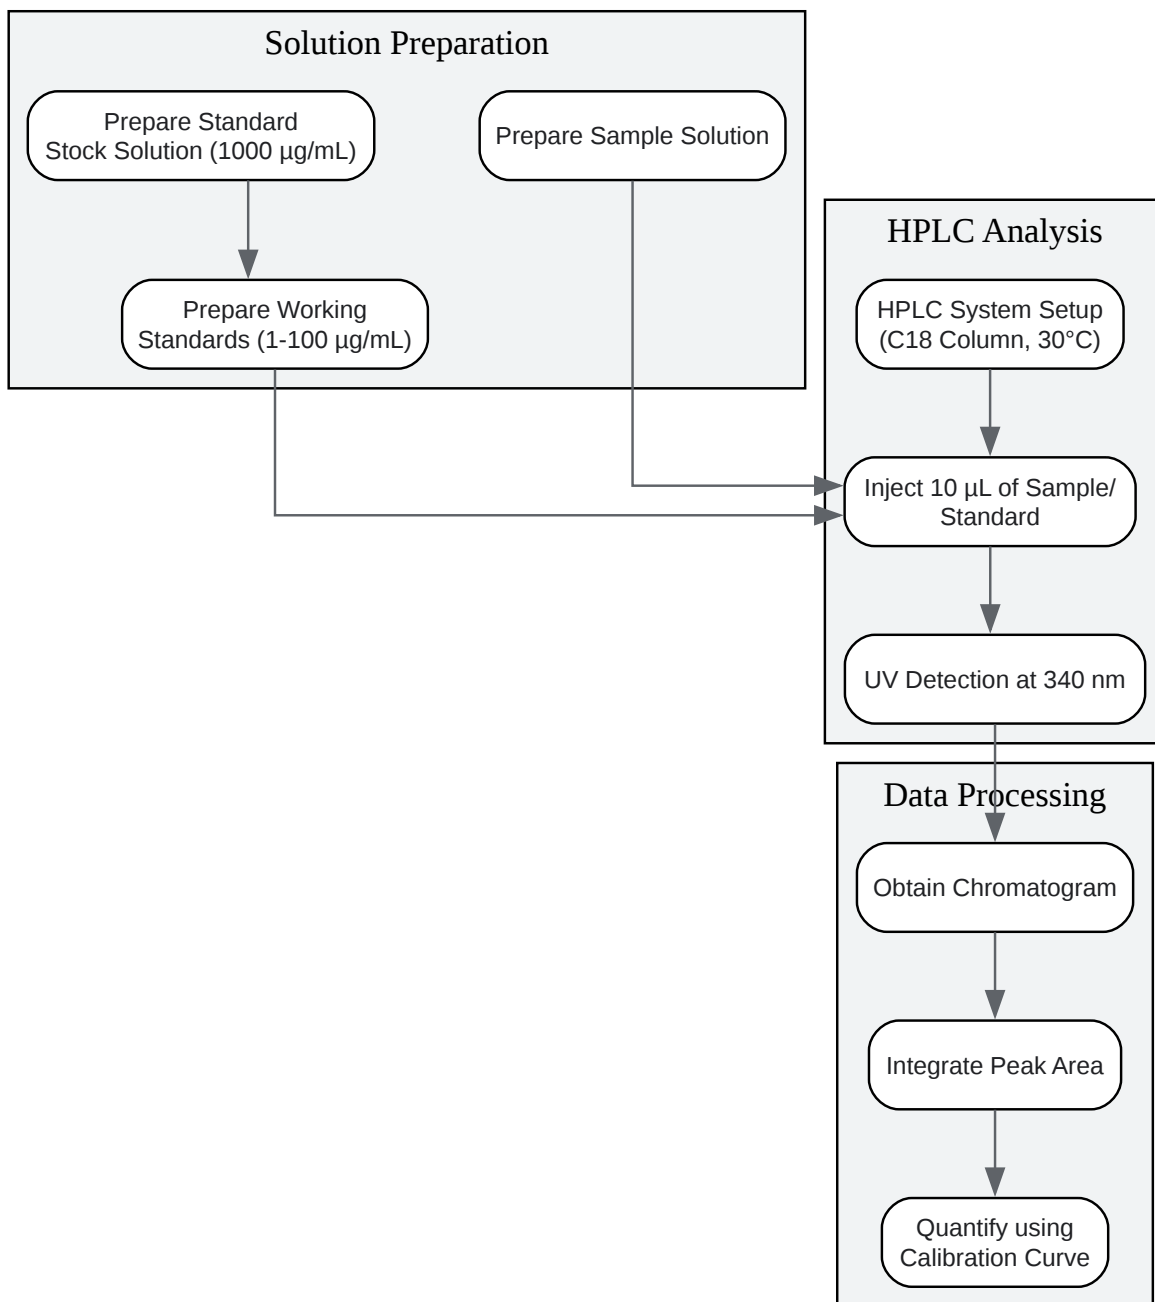 Solution Preparation
Prepare Standard
Stock Solution (1000 µg/mL)
Prepare Sample Solution
Prepare Working
Standards (1-100 µg/mL)
HPLC Analysis
HPLC System Setup
(C18 Column, 30°C)
Inject 10 µL of Sample/
Standard
UV Detection at 340 nm
Data Processing
Obtain Chromatogram
Integrate Peak Area
Quantify using
Calibration Curve